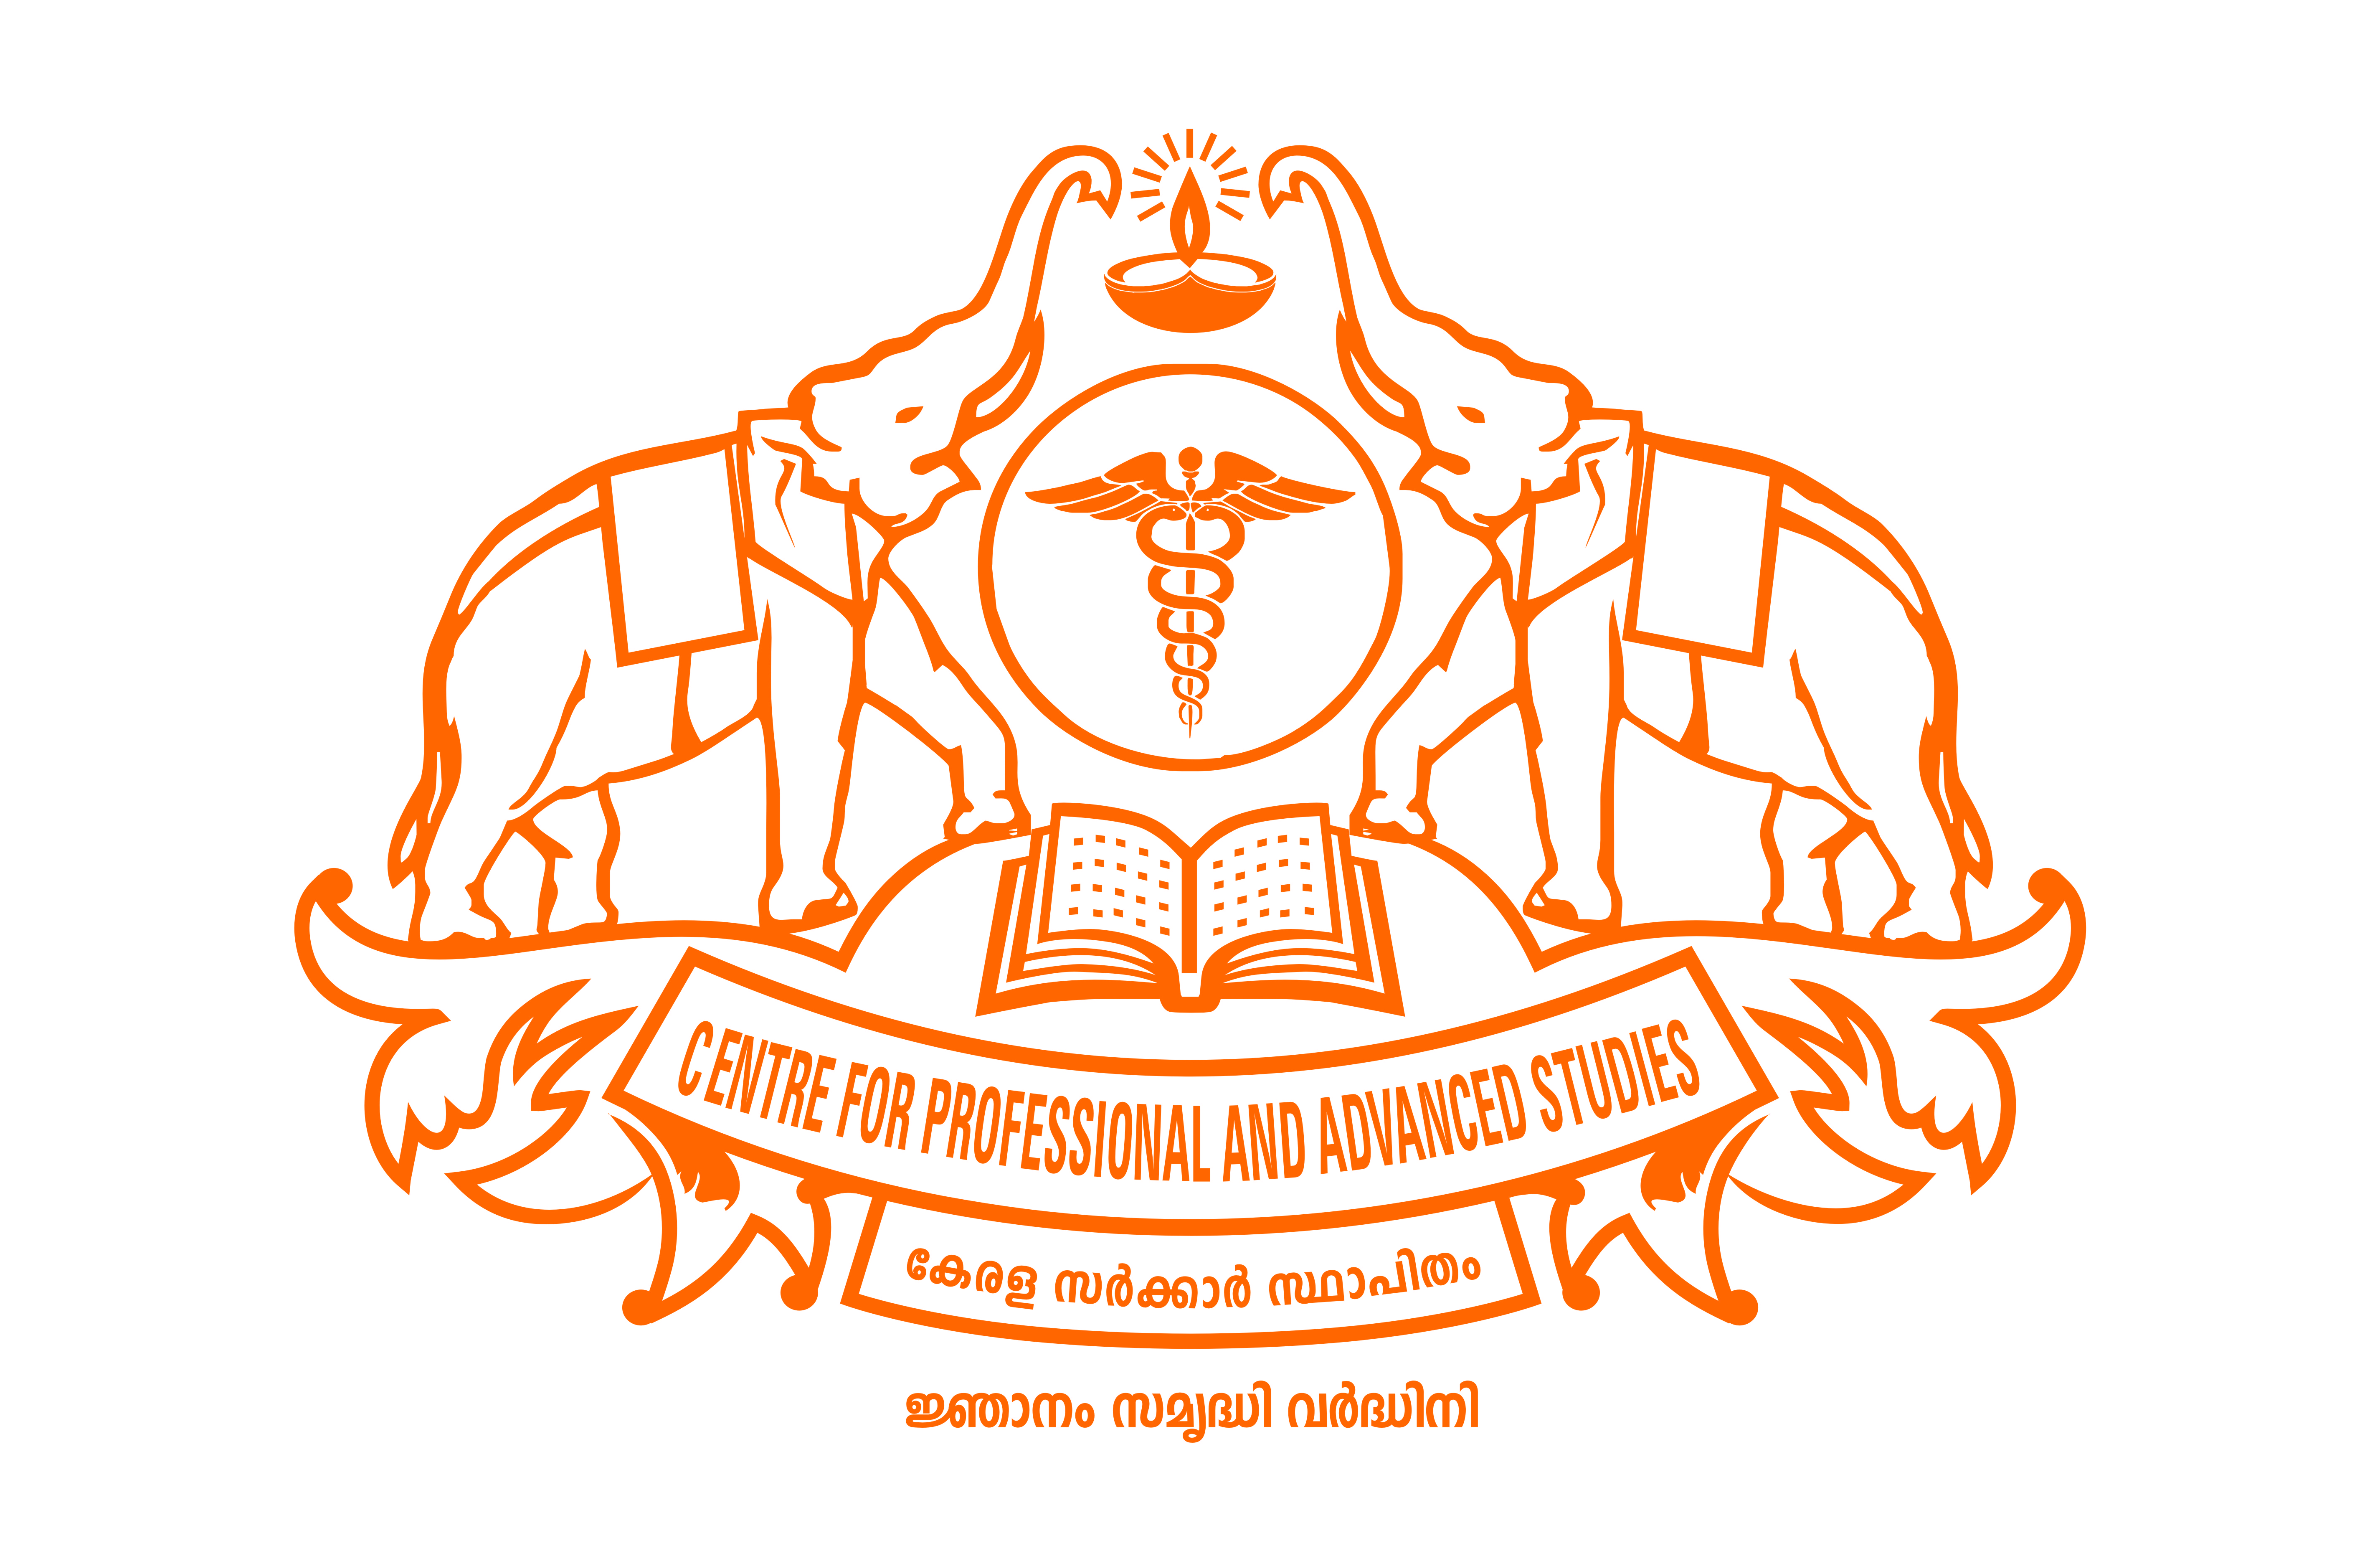 CENTRE FOR PROFESSIONAL AND ADVANCED STUDIES
കേരള സർക്കാർ സ്ഥാപിതം
ജ്ഞാനം സമൃദ്ധി വർദ്ധിനി